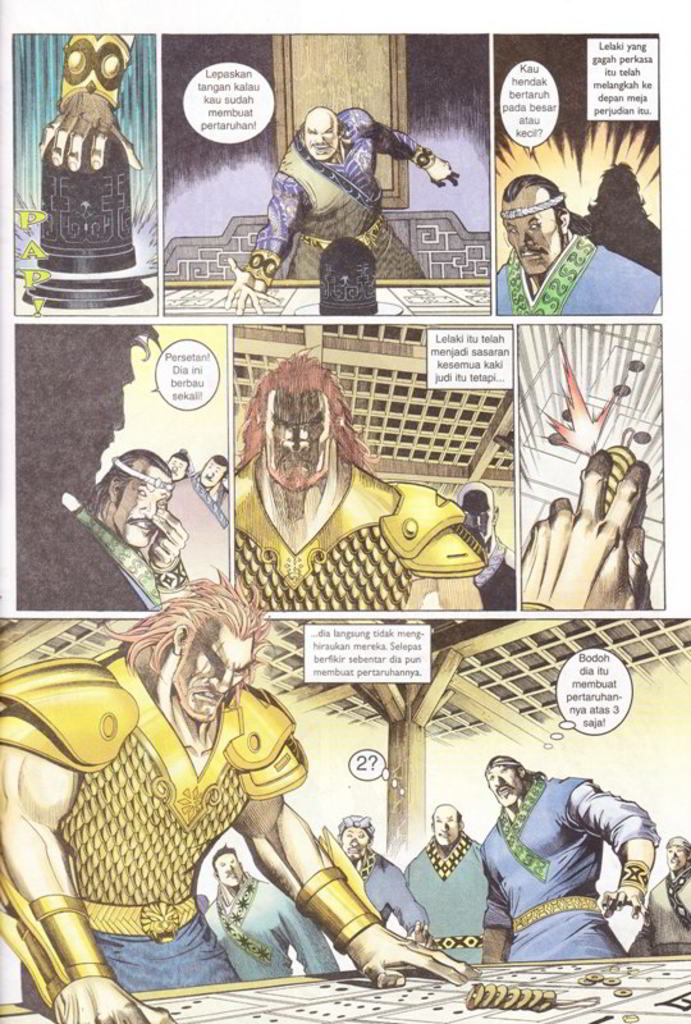 PAP!
Lepaskan
tangan kalau
kau sudah
membuat
pertaruhan!
Kau
hendak
bertaruh
pada besar
atau
kecil?
Lelaki yang
gagah perkasa
itu telah
melangkah ke
depan meja
perjudian itu.
Persetan!
Dia ini
berbau
sekali!
Lelaki itu telah
menjadi sasaran
kesemua kaki
judi itu tetapi...
...dia langsung tidak meng-
hiraukan mereka. Selepas
berfikir sebentar dia pun
membuat pertaruhannya.
2?
Bodoh
dia itu
membuat
pertaruhan-
nya atas 3
saja!